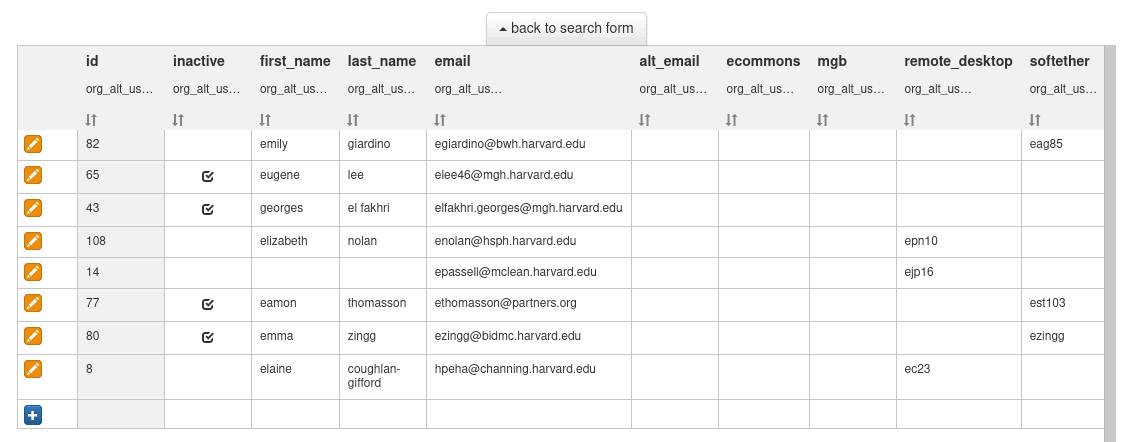 back to search form
id inactive first_name last_name email alt_email ecommons mgb remote_desktop softether
org_alt_us... org_alt_us... org_alt_us... org_alt_us... org_alt_us... org_alt_us... org_alt_us... org_alt_us... org_alt_us... org_alt_us...
82 emily giardino egiardino@bwh.harvard.edu eag85
65 eugene lee elee46@mgh.harvard.edu
43 georges el fakhri elfakhri.georges@mgh.harvard.edu
108 elizabeth nolan enolan@hsph.harvard.edu epn10
14 epassell@mclean.harvard.edu ejp16
77 eamon thomasson ethomasson@partners.org est103
80 emma zingg ezingg@bidmc.harvard.edu ezingg
8 elaine coughlan- hpeha@channing.harvard.edu ec23
gifford